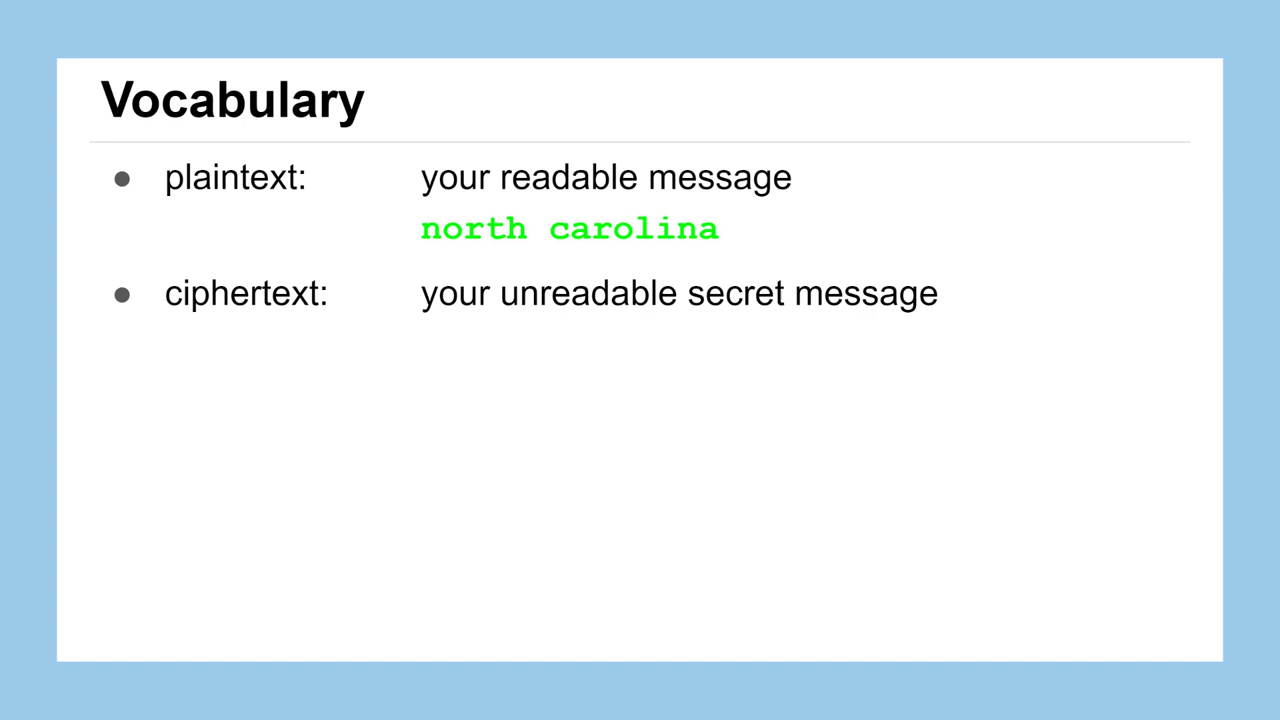 Vocabulary
● plaintext: your readable message
north carolina
● ciphertext: your unreadable secret message